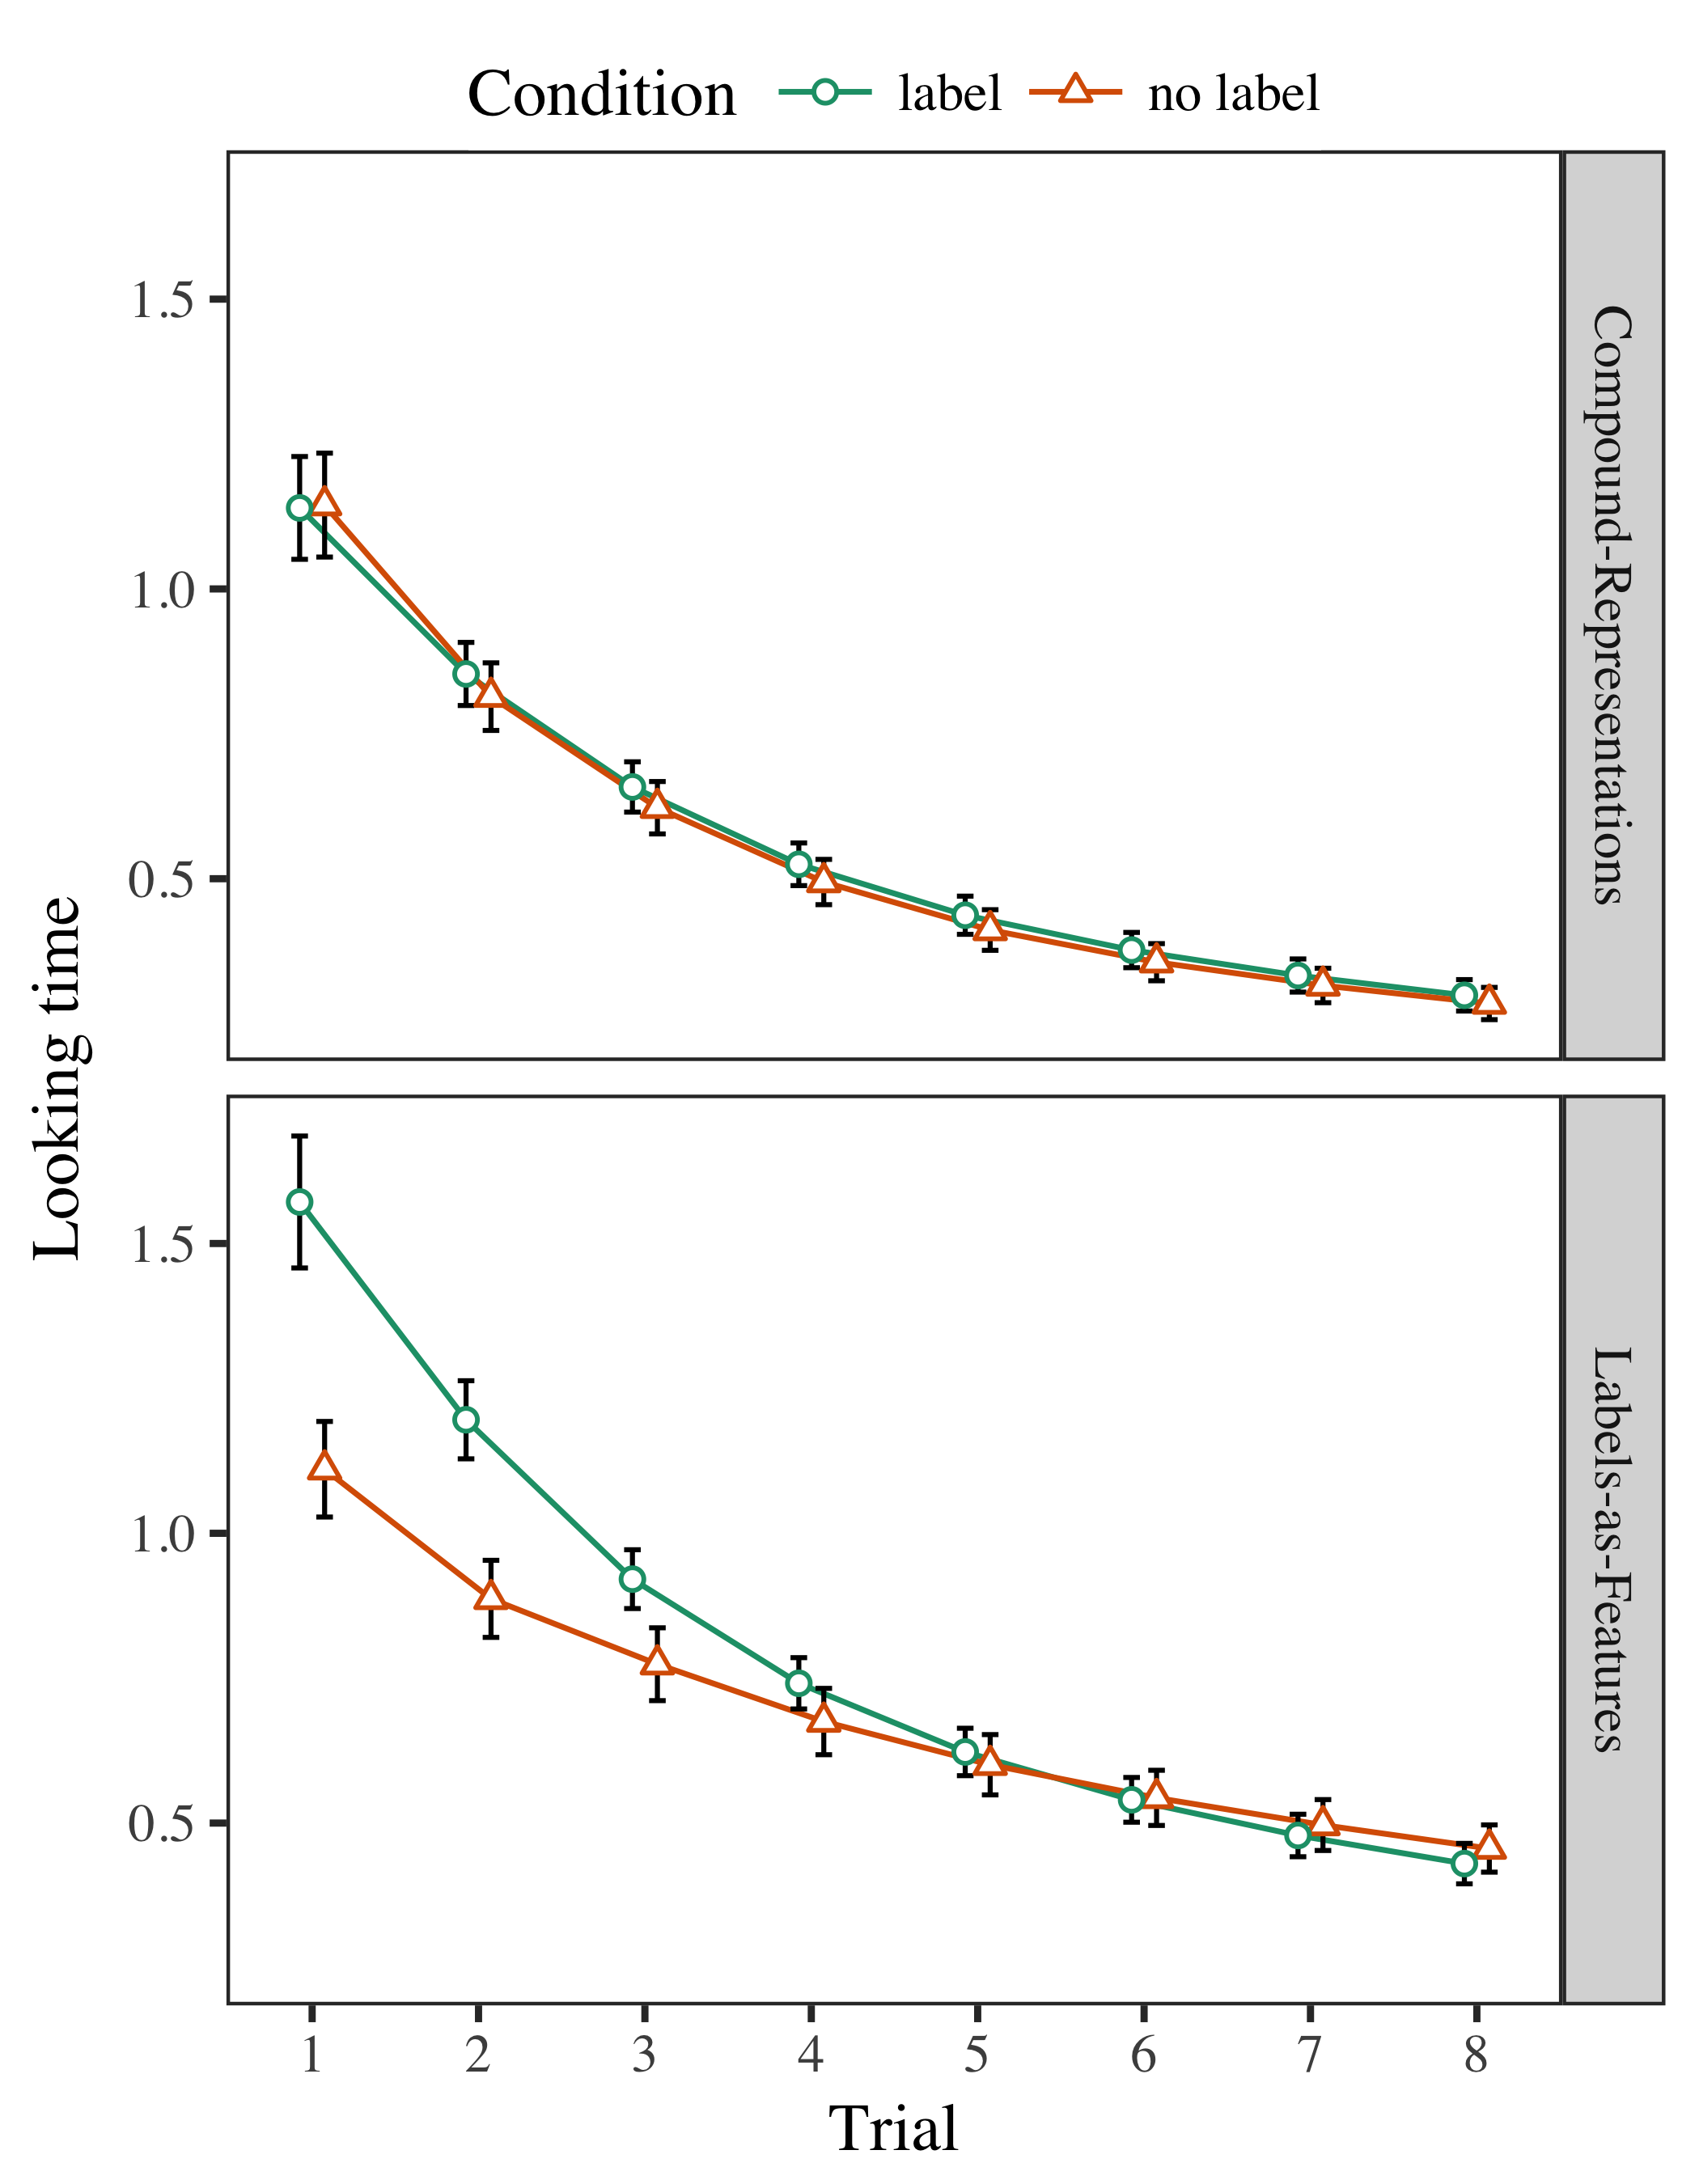 Condition label no label
1.5
1.0
0.5
Compound-Representations
Looking time
1.5
1.0
0.5
Labels-as-Features
1 2 3 4 5 6 7 8
Trial